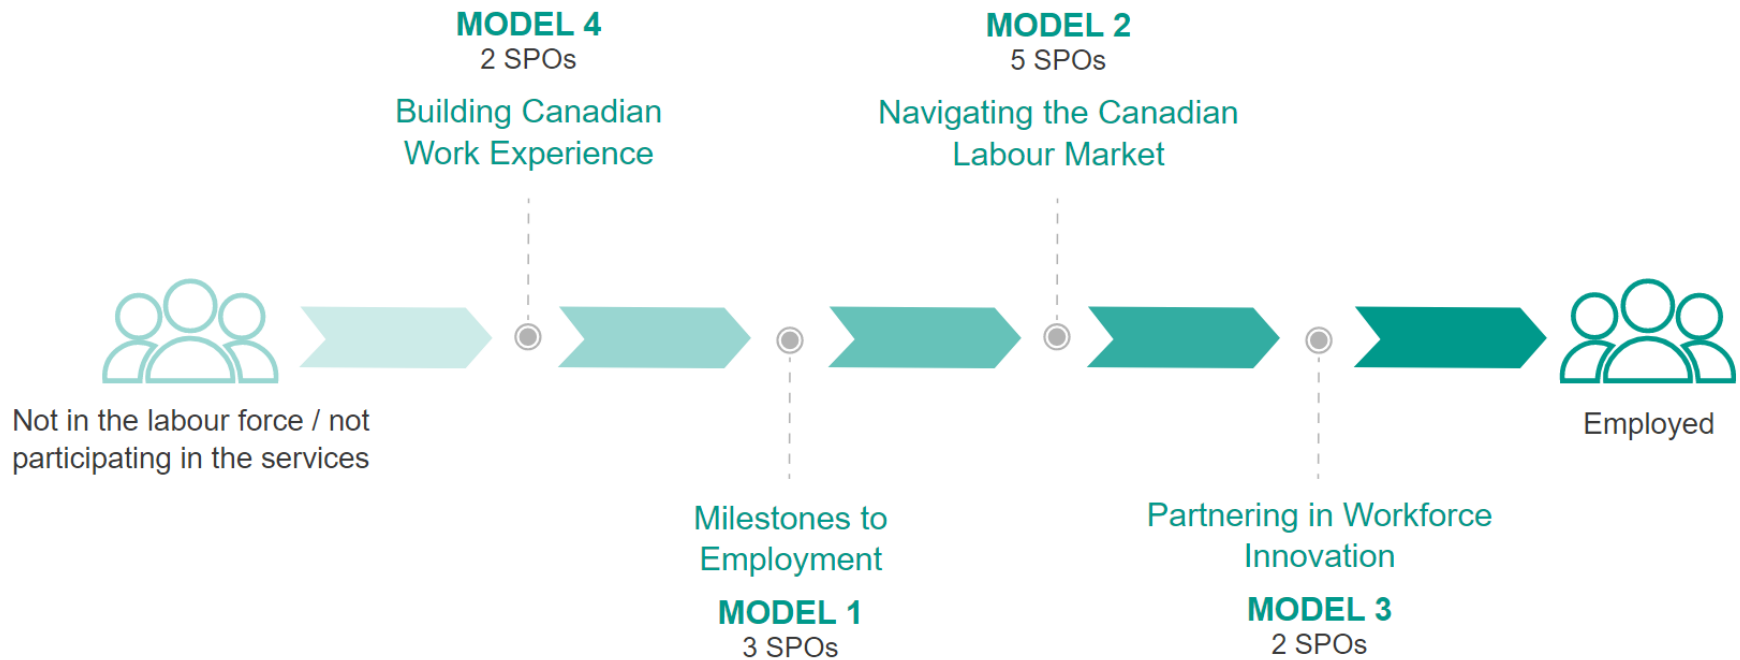 MODEL 4
2 SPOs
Building Canadian
Work Experience
MODEL 2
5 SPOs
Navigating the Canadian
Labour Market
Not in the labour force / not
participating in the services
Employed
Milestones to
Employment
MODEL 1
3 SPOs
Partnering in Workforce
Innovation
MODEL 3
2 SPOs